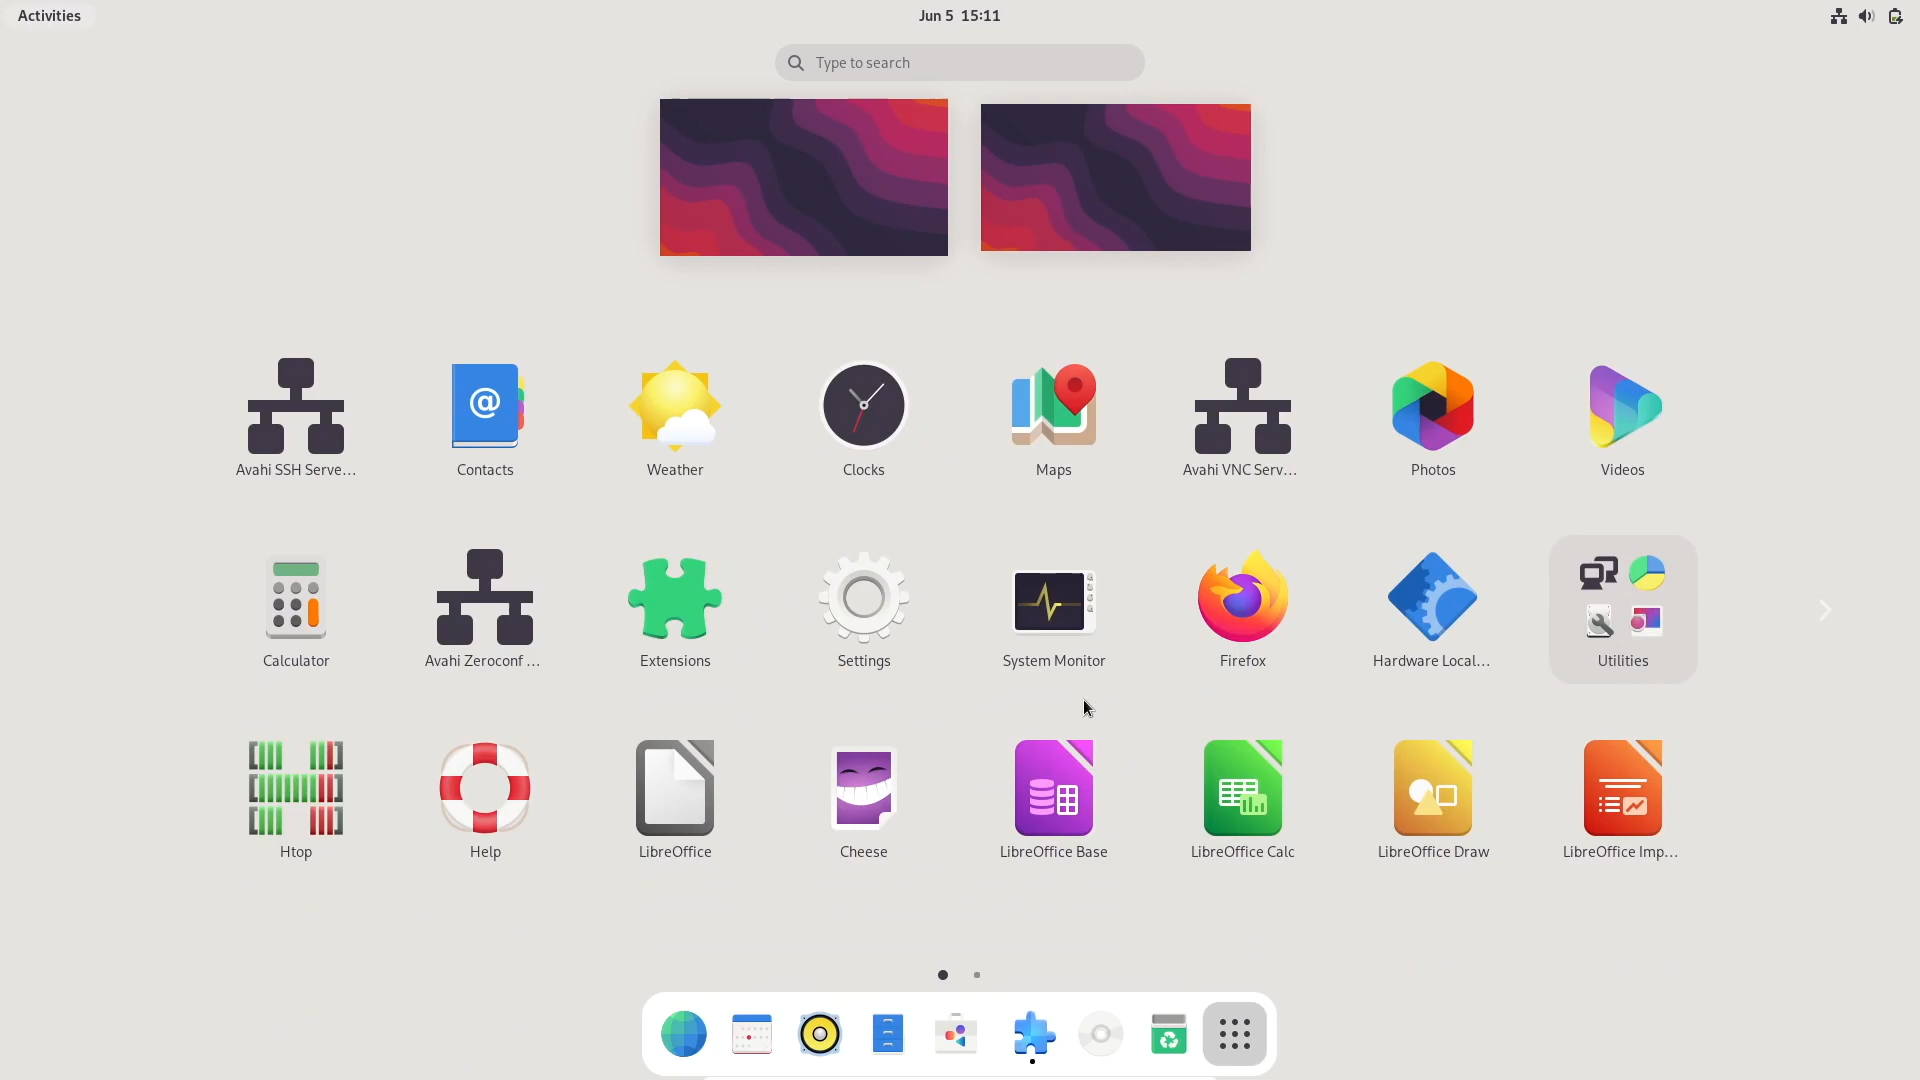 Activities
Jun 5 15:11
Type to search
Avahi SSH Serve...
Contacts
Weather
Clocks
Maps
Avahi VNC Serv...
Photos
Videos
Calculator
Avahi Zeroconf ...
Extensions
Settings
System Monitor
Firefox
Hardware Local...
Utilities
Htop
Help
LibreOffice
Cheese
LibreOffice Base
LibreOffice Calc
LibreOffice Draw
LibreOffice Imp...